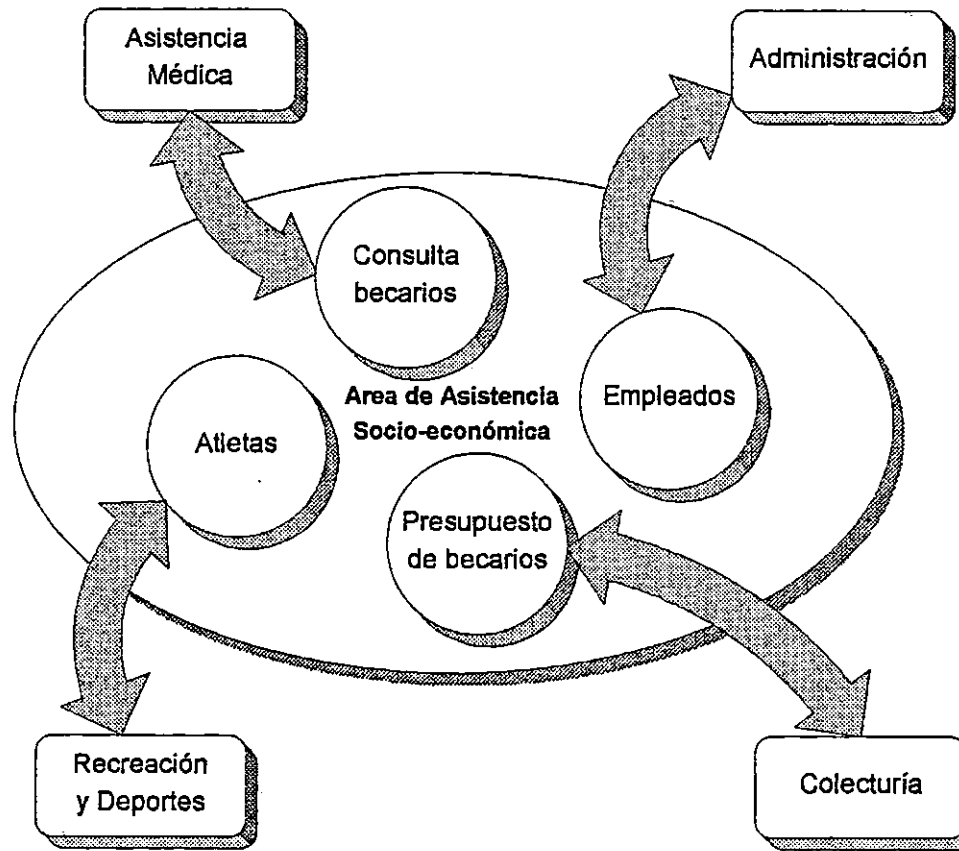 Asistencia
Médica
Administración
Consulta
becarios
Area de Asistencia
Socio-económica
Empleados
Atletas
Presupuesto
de becarios
Recreación
y Deportes
Colecturía